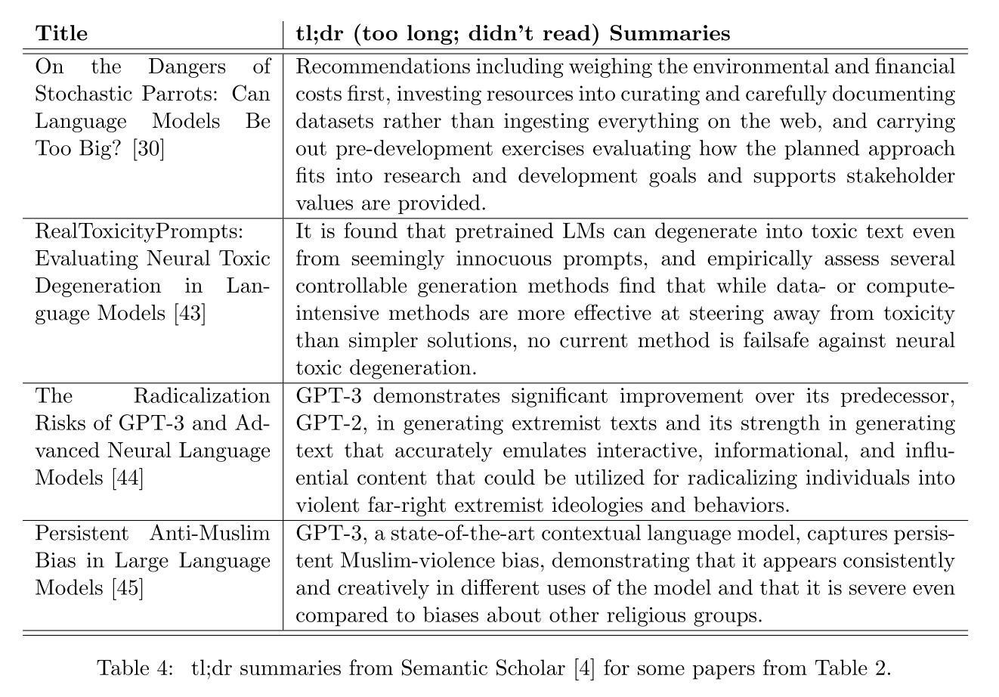 Title
tl;dr (too long; didn't read) Summaries
On the Dangers of
Stochastic Parrots: Can
Language Models Be
Too Big? [30]
Recommendations including weighing the environmental and financial
costs first, investing resources into curating and carefully documenting
datasets rather than ingesting everything on the web, and carrying
out pre-development exercises evaluating how the planned approach
fits into research and development goals and supports stakeholder
values are provided.
RealToxicityPrompts:
Evaluating Neural Toxic
Degeneration in Lan-
guage Models [43]
It is found that pretrained LMs can degenerate into toxic text even
from seemingly innocuous prompts, and empirically assess several
controllable generation methods find that while data- or compute-
intensive methods are more effective at steering away from toxicity
than simpler solutions, no current method is failsafe against neural
toxic degeneration.
The Radicalization
Risks of GPT-3 and Ad-
vanced Neural Language
Models [44]
GPT-3 demonstrates significant improvement over its predecessor,
GPT-2, in generating extremist texts and its strength in generating
text that accurately emulates interactive, informational, and influ-
ential content that could be utilized for radicalizing individuals into
violent far-right extremist ideologies and behaviors.
Persistent Anti-Muslim
Bias in Large Language
Models [45]
GPT-3, a state-of-the-art contextual language model, captures persis-
tent Muslim-violence bias, demonstrating that it appears consistently
and creatively in different uses of the model and that it is severe even
compared to biases about other religious groups.
Table 4: tl;dr summaries from Semantic Scholar [4] for some papers from Table 2.